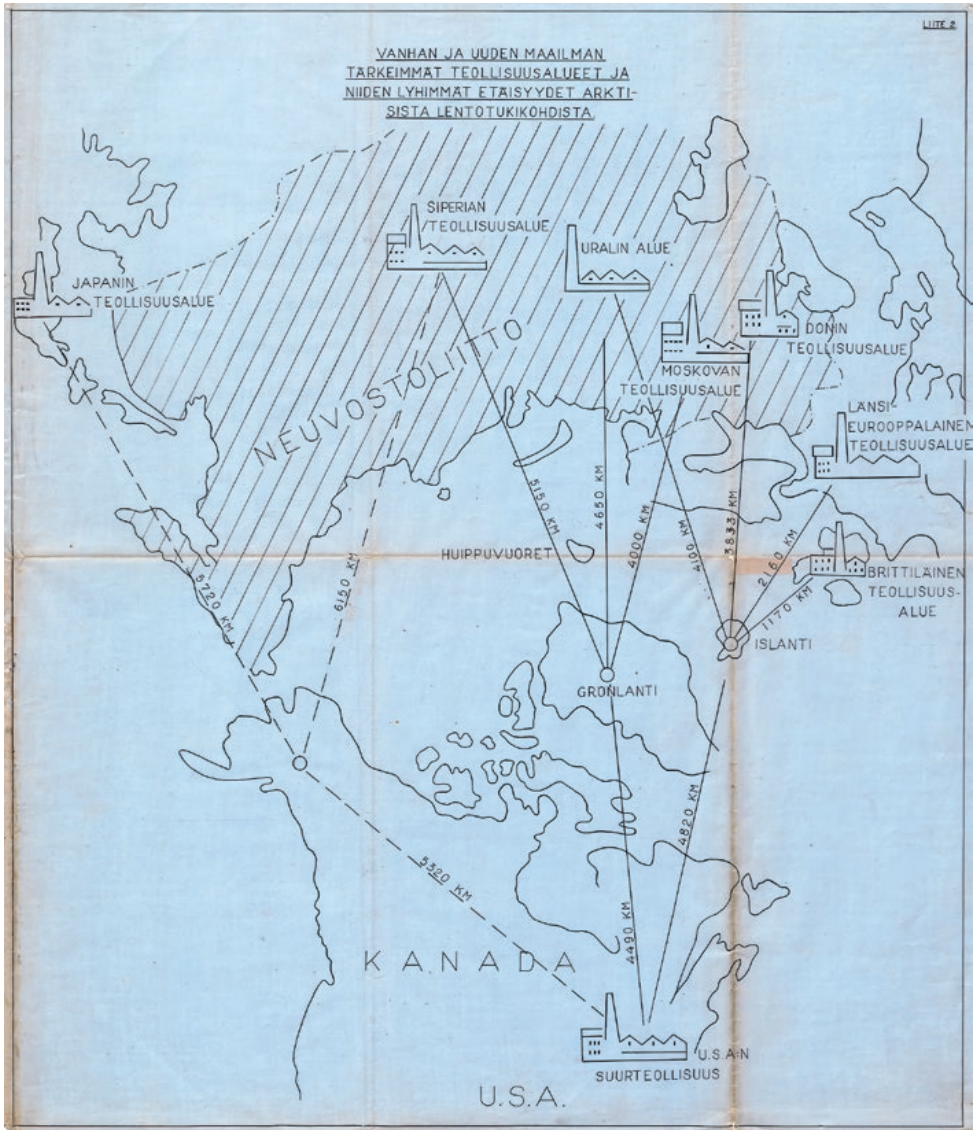 LIITE 2
VANHAN JA UUDEN MAAILMAN
TÄRKEIMMÄT TEOLLISUUSALUEET JA
NIIDEN LYHIMMÄT ETÄISYYDET ARKTI-
SISTA LENTOTUKIKOHDISTA.
SIPERIAN
TEOLLISUUSALUE
URALIN ALUE
JAPANIN
TEOLLISUUSALUE
DONIN
TEOLLISUUSALUE
MOSKOVAN
TEOLLISUUSALUE
NEUVOSTOLIITTO
LÄNSI-
EUROOPPALAINEN
TEOLLISUUSALUE
5150 KM
4650 KM
4000 KM
4100 KM
3833 KM
2160 KM
1170 KM
HUIPPUVUORET
BRITTILÄINEN
TEOLLISUUS-
ALUE
5720 KM
6150 KM
ISLANTI
GRÖNLANTI
4820 KM
5320 KM
4490 KM
KANADA
U.S.A:N
SUURTEOLLISUUS
U.S.A.